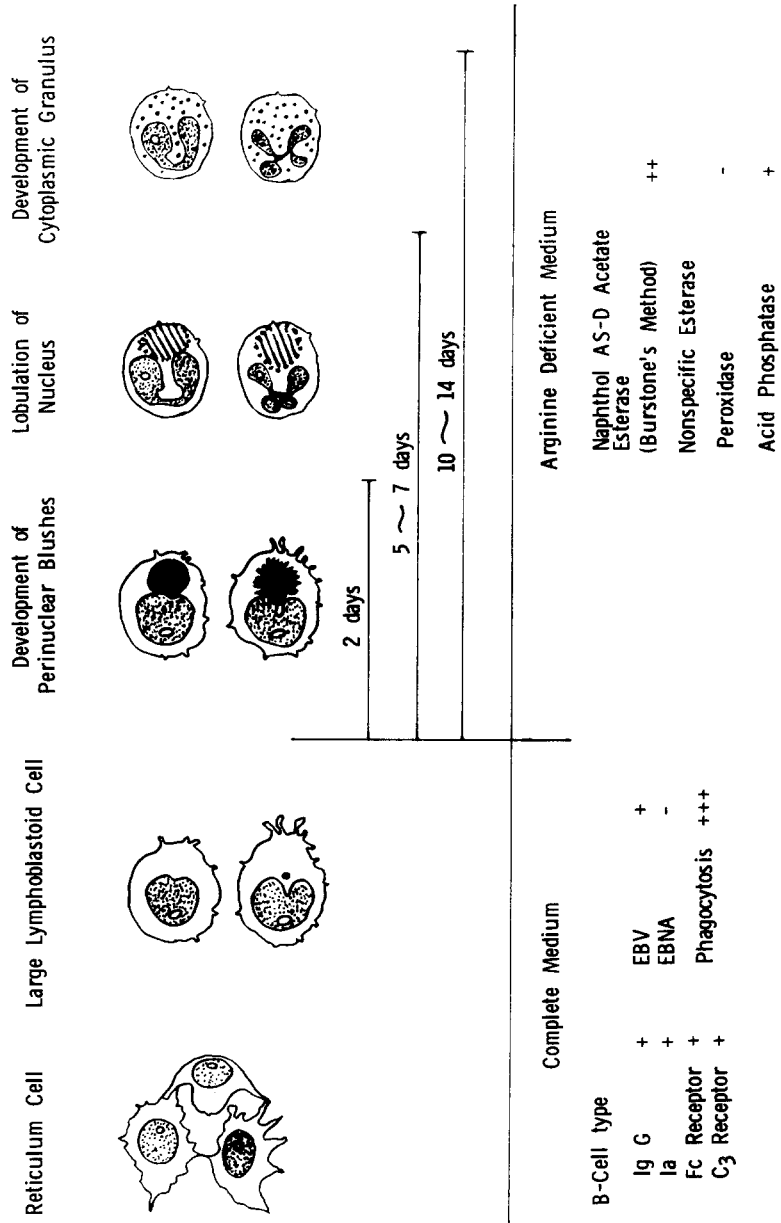 Reticulum Cell
Large Lymphoblastoid Cell
Development of
Perinuclear Blushes
Lobulation of
Nucleus
Development of
Cytoplasmic Granulus
2 days
5 ~ 7 days
10 ~ 14 days
Complete Medium
B-Cell type
Ig G +
Ia +
Fc Receptor +
C3 Receptor +
EBV +
EBNA -
Phagocytosis +++
Arginine Deficient Medium
Naphthol AS-D Acetate
Esterase
(Burstone's Method) ++
Nonspecific Esterase
Peroxidase -
Acid Phosphatase +